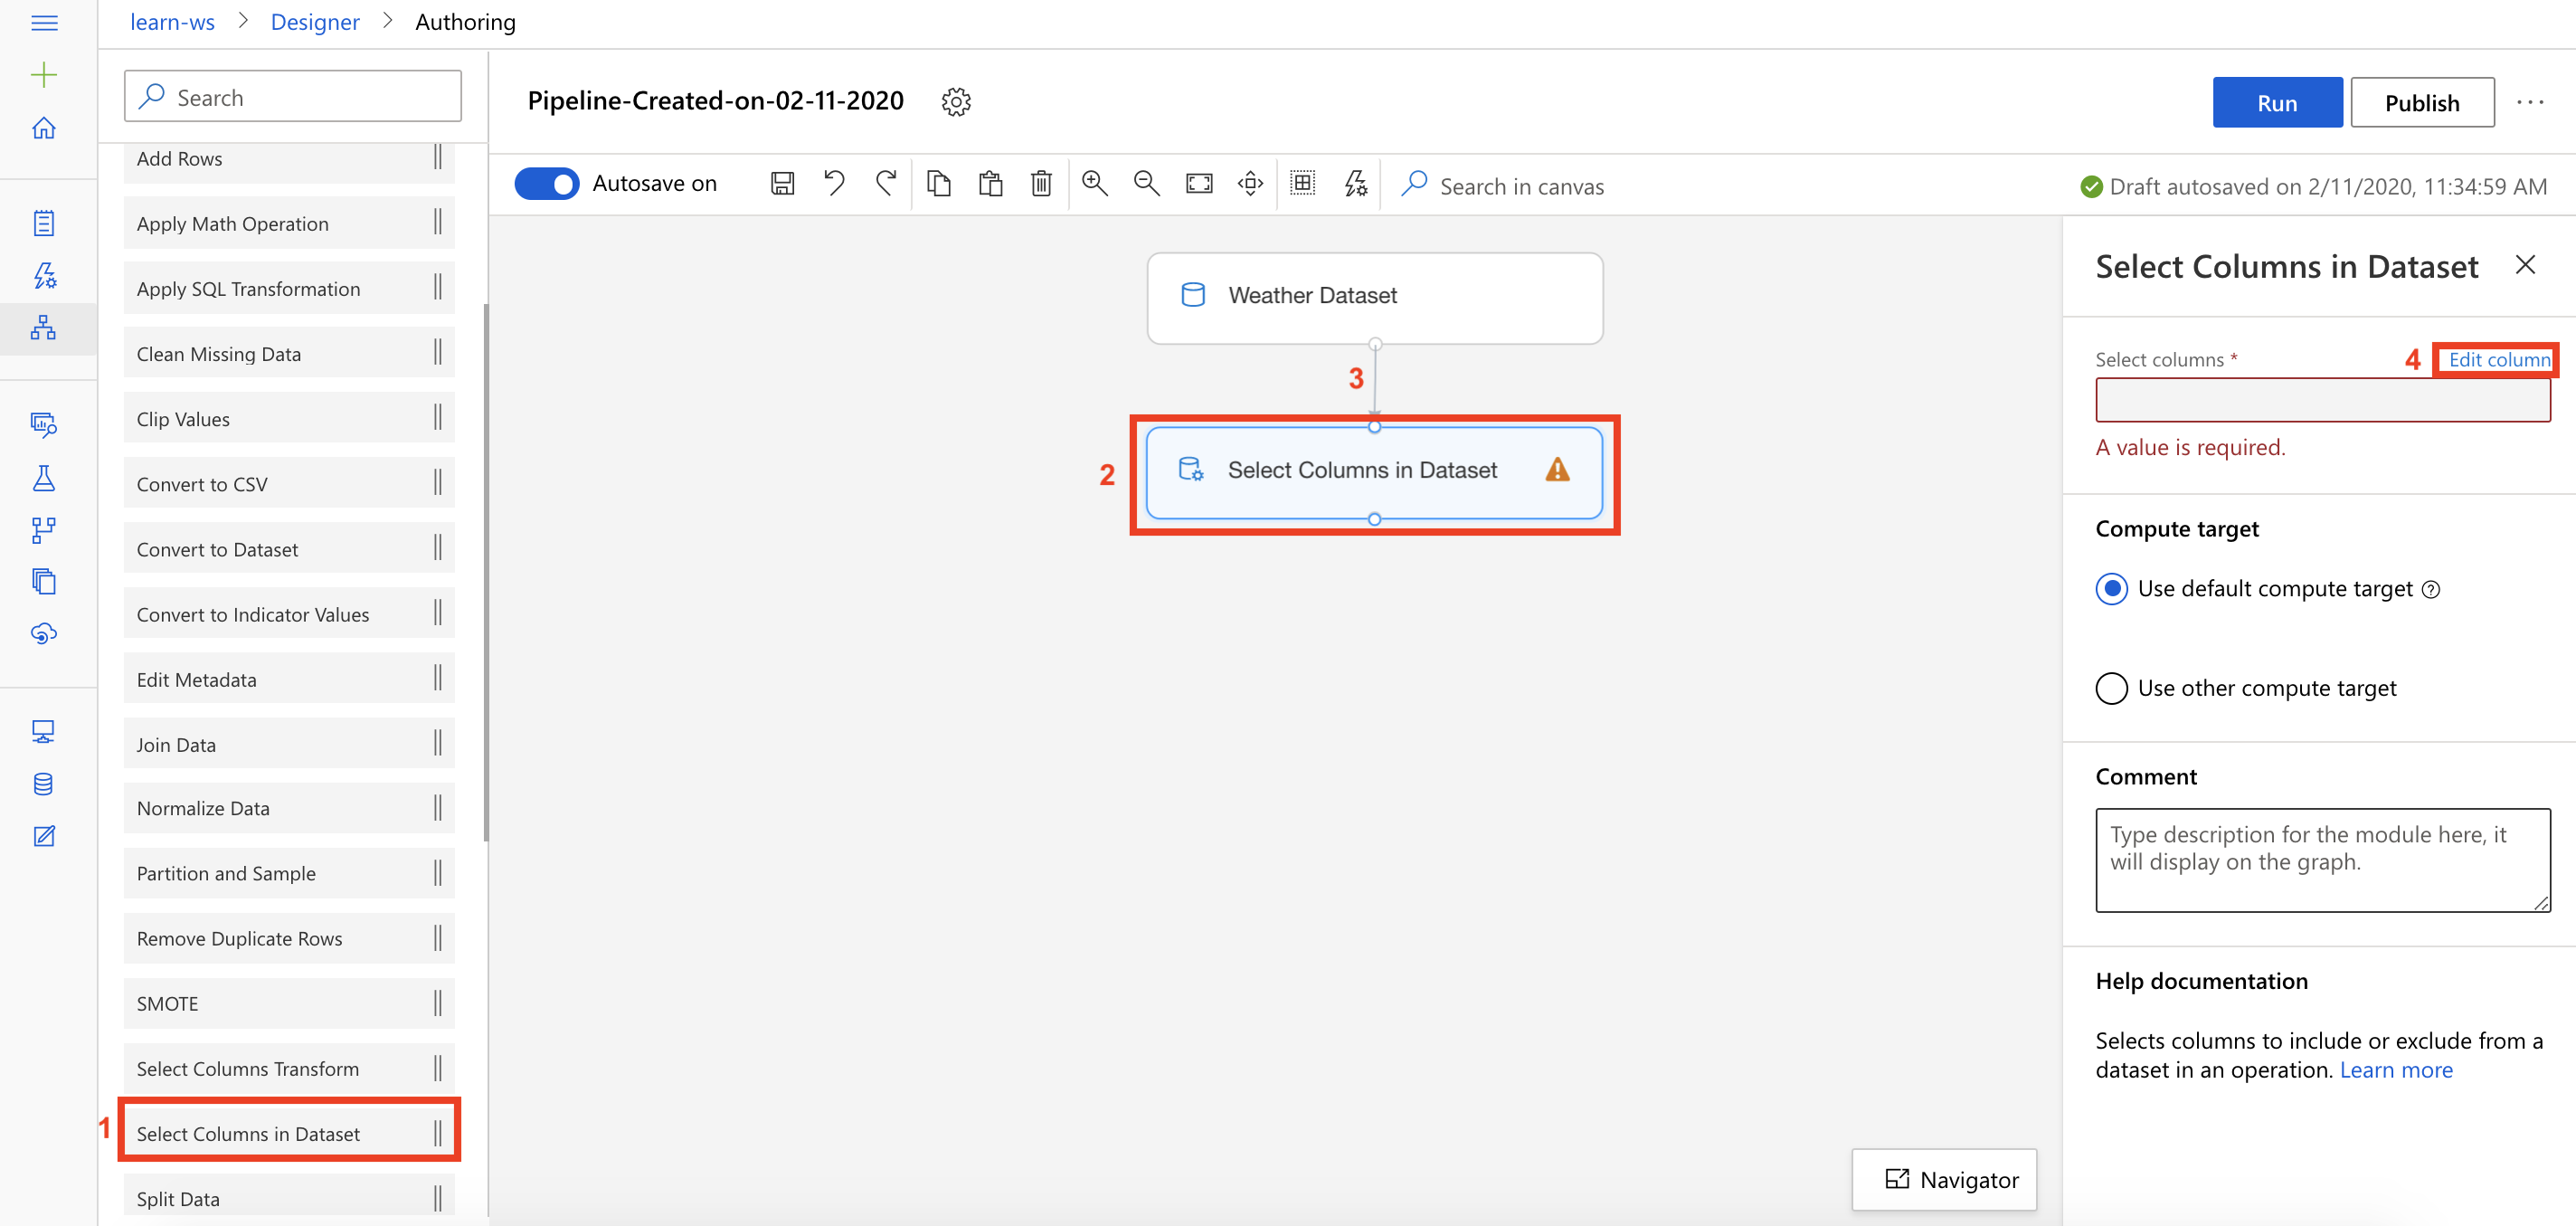 learn-ws > Designer > Authoring
Search
Add Rows
Apply Math Operation
Apply SQL Transformation
Clean Missing Data
Clip Values
Convert to CSV
Convert to Dataset
Convert to Indicator Values
Edit Metadata
Join Data
Normalize Data
Partition and Sample
Remove Duplicate Rows
SMOTE
Select Columns Transform
1 Select Columns in Dataset
Split Data
Pipeline-Created-on-02-11-2020
Run
Publish
Autosave on
Search in canvas
Draft autosaved on 2/11/2020, 11:34:59 AM
Weather Dataset
3
2 Select Columns in Dataset
Navigator
Select Columns in Dataset
Select columns * 4 Edit column
A value is required.
Compute target
Use default compute target
Use other compute target
Comment
Type description for the module here, it
will display on the graph.
Help documentation
Selects columns to include or exclude from a
dataset in an operation. Learn more